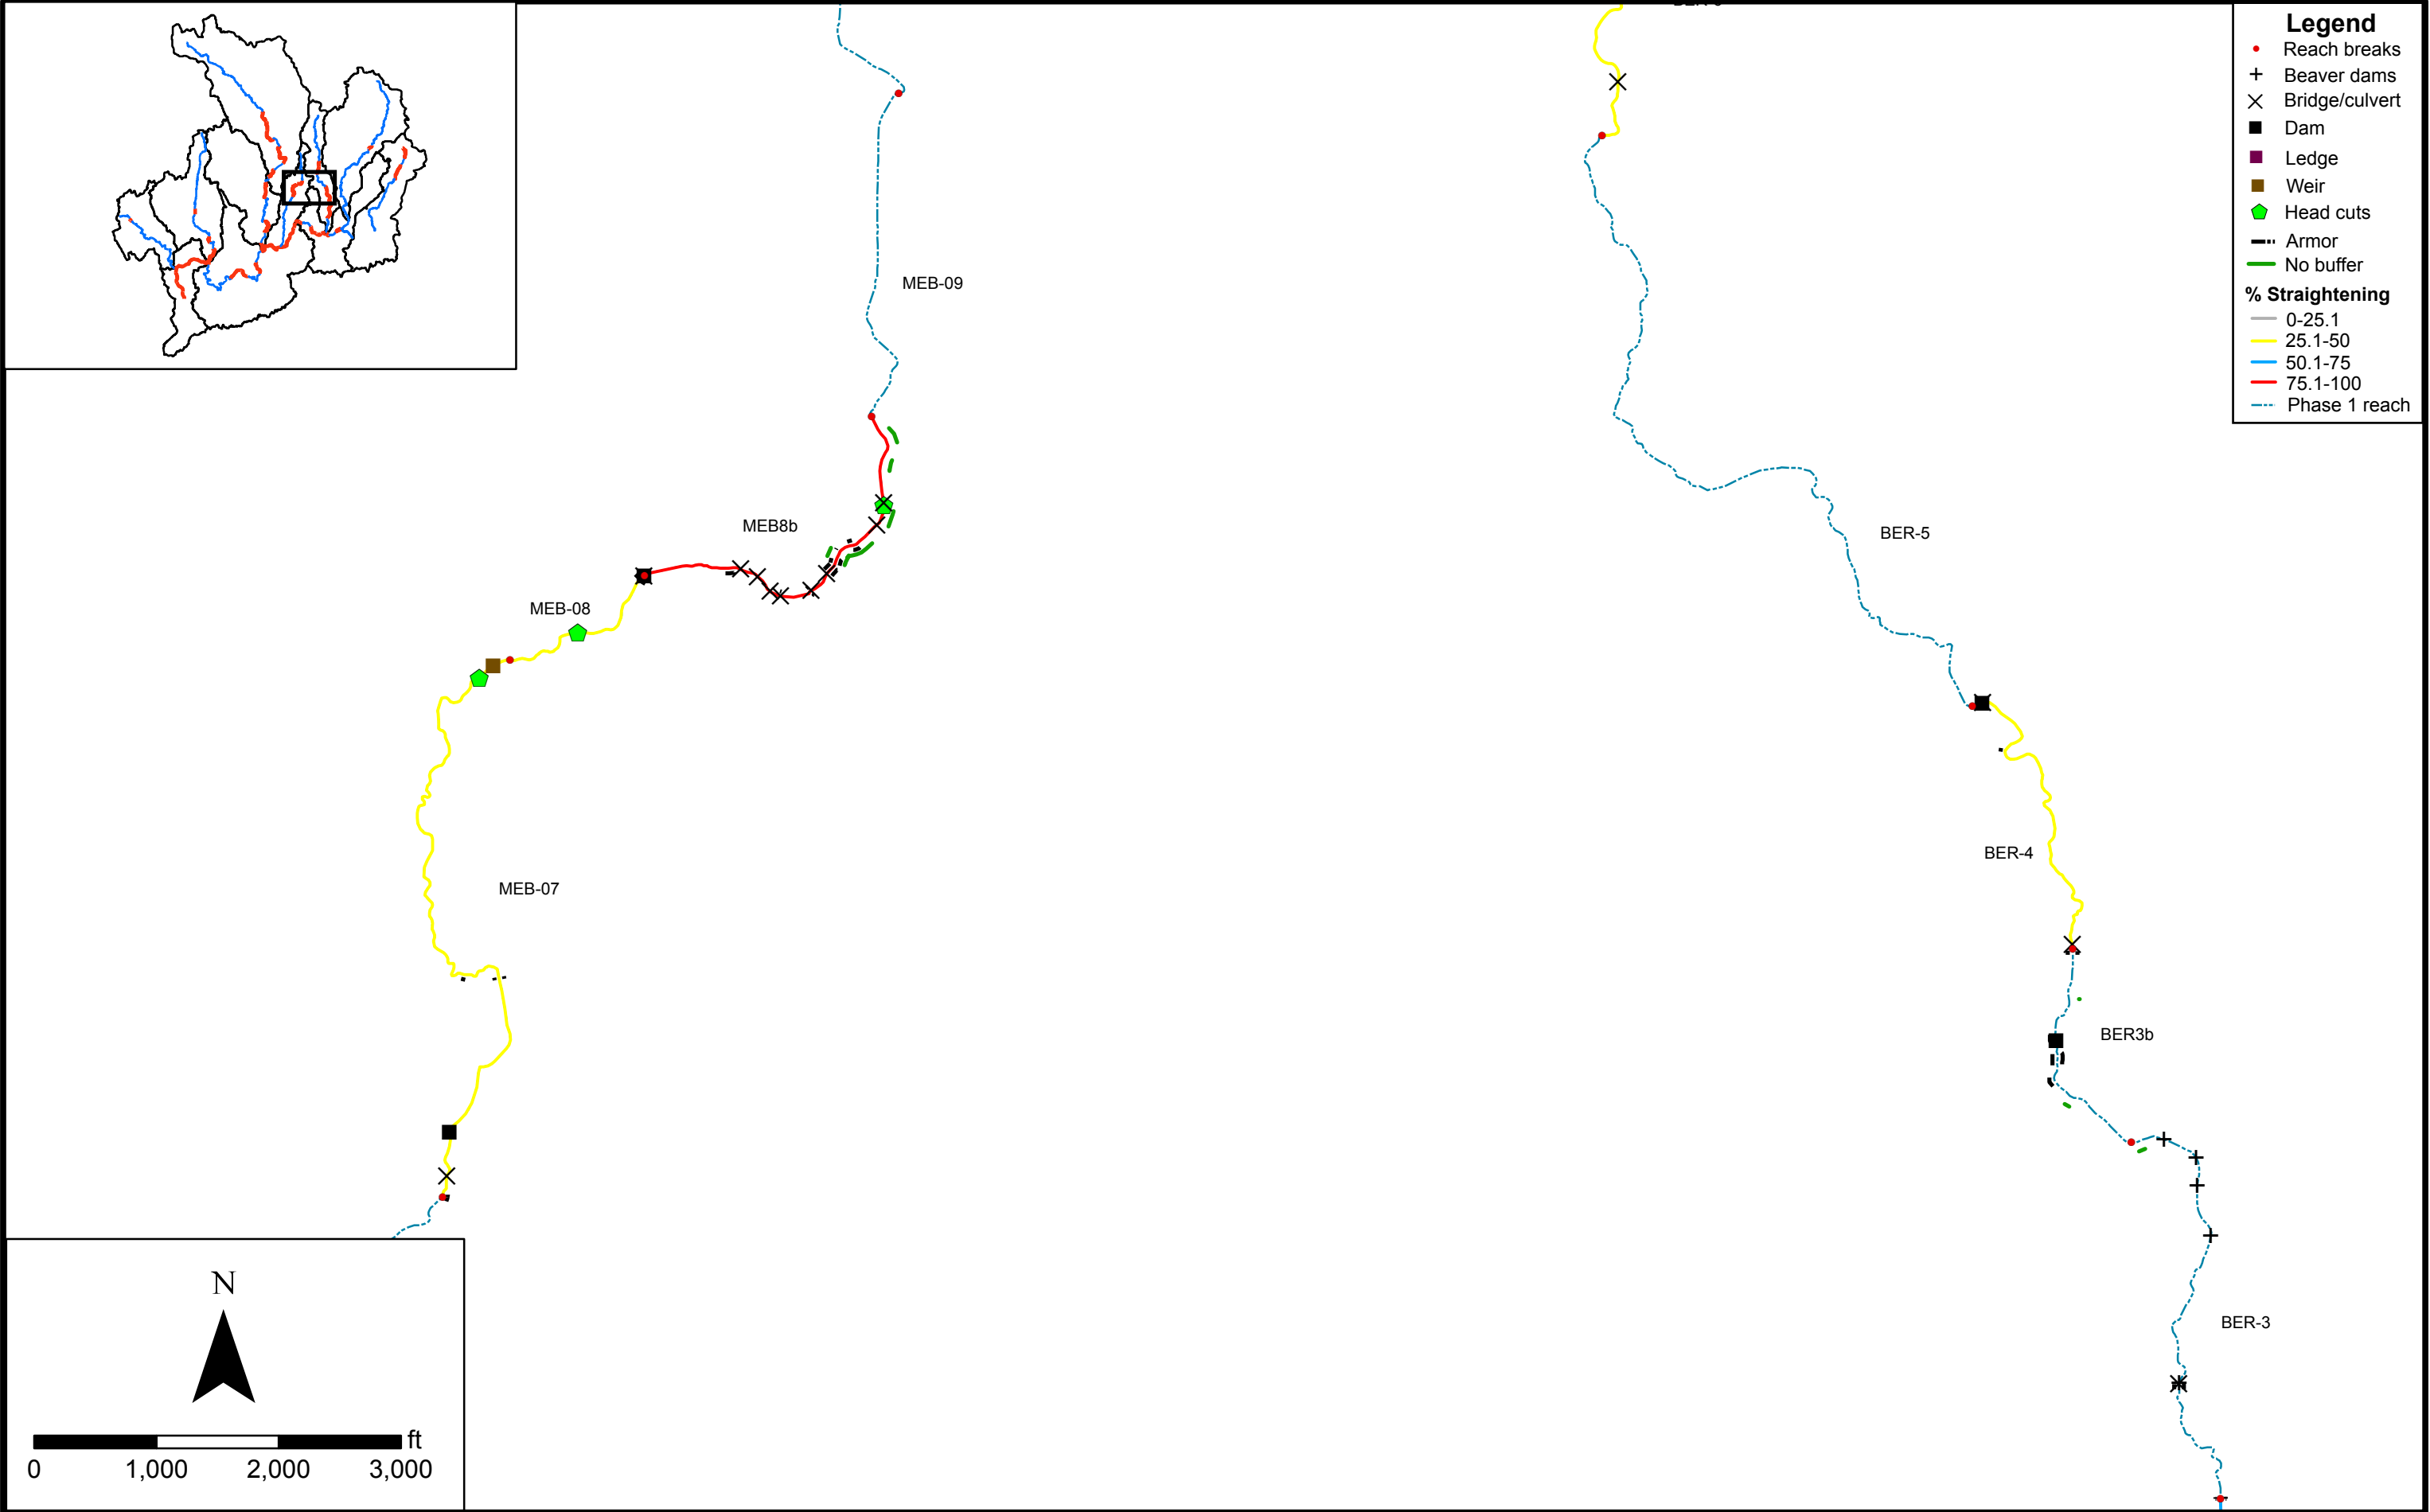 Legend
Reach breaks
Beaver dams
Bridge/culvert
Dam
Ledge
Weir
Head cuts
Armor
No buffer
% Straightening
0-25.1
25.1-50
50.1-75
75.1-100
Phase 1 reach
MEB-09
MEB8b
BER-5
MEB-08
BER-4
MEB-07
BER3b
BER-3
N
ft
0 1,000 2,000 3,000